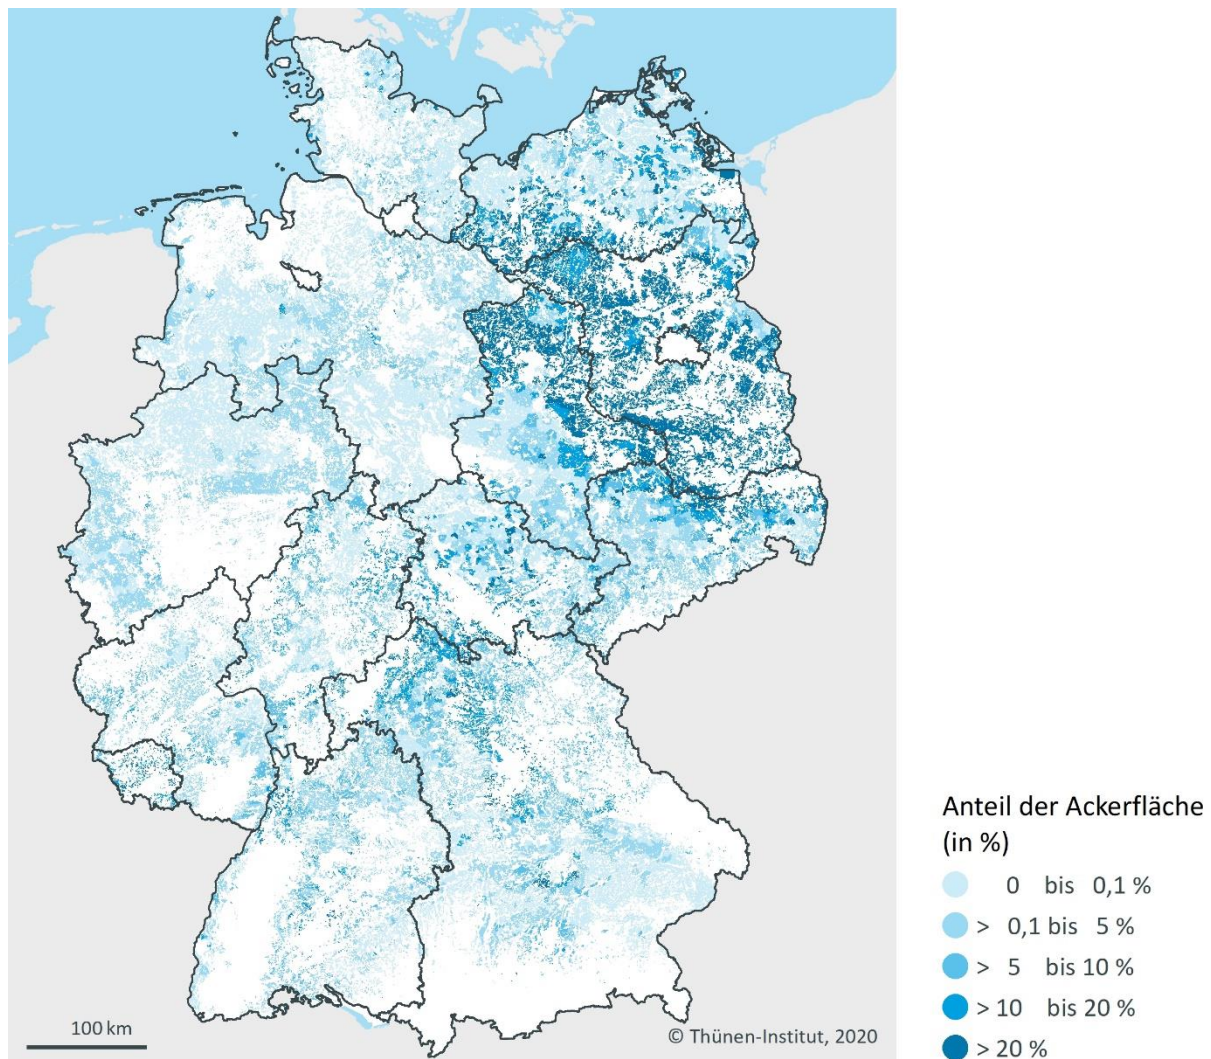 Anteil der Ackerfläche
(in %)
0 bis 0,1 %
> 0,1 bis 5 %
> 5 bis 10 %
> 10 bis 20 %
> 20 %
100 km
© Thünen-Institut, 2020